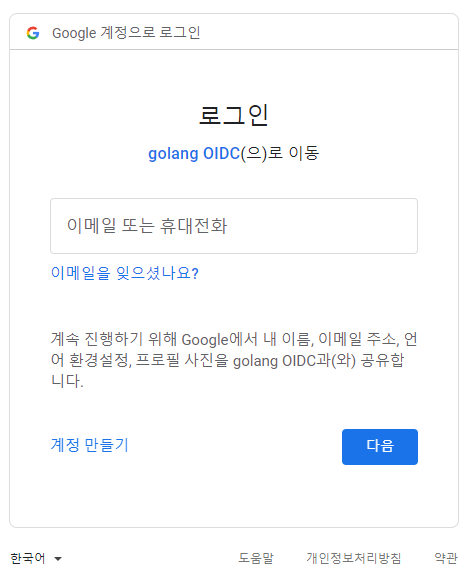 Google 계정으로 로그인
로그인
golang OIDC(으)로 이동
이메일 또는 휴대전화
이메일을 잊으셨나요?
계속 진행하기 위해 Google에서 내 이름, 이메일 주소, 언
어 환경설정, 프로필 사진을 golang OIDC과(와) 공유합
니다.
계정 만들기 다음
한국어 도움말 개인정보처리방침 약관